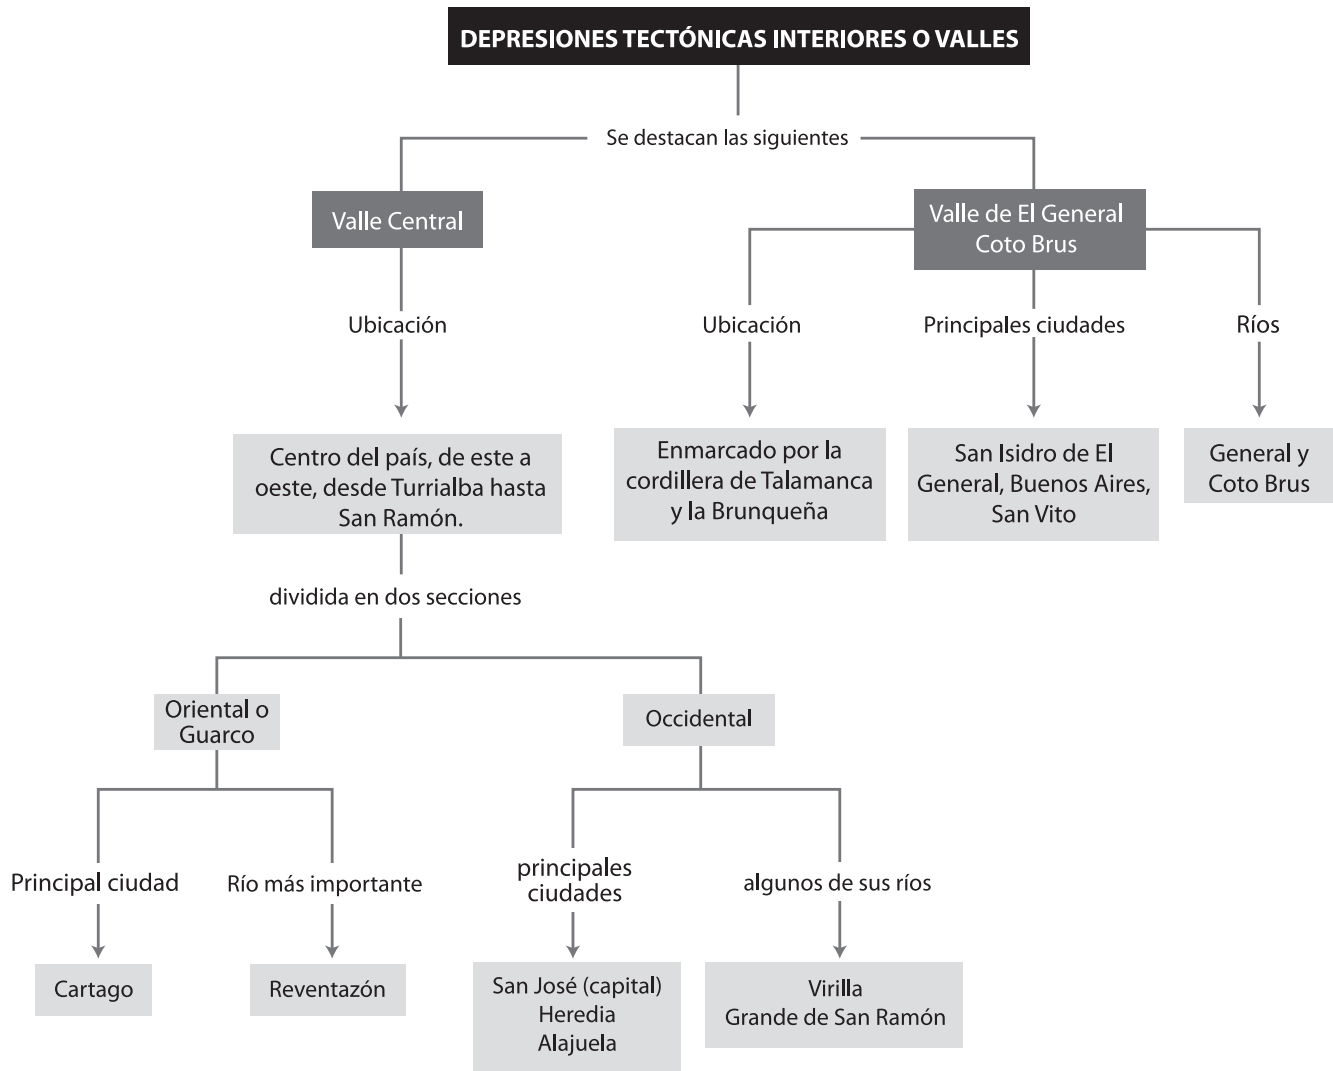 DEPRESIONES TECTÓNICAS INTERIORES O VALLES
Se destacan las siguientes
Valle Central
Valle de El General
Coto Brus
Ubicación
Ubicación
Principales ciudades
Ríos
Centro del país, de este a
oeste, desde Turrialba hasta
San Ramón.
Enmarcado por la
cordillera de Talamanca
y la Brunqueña
San Isidro de El
General, Buenos Aires,
San Vito
General y
Coto Brus
dividida en dos secciones
Oriental o
Guarco
Occidental
Principal ciudad
Río más importante
principales
ciudades
algunos de sus ríos
Cartago
Reventazón
San José (capital)
Heredia
Alajuela
Virilla
Grande de San Ramón